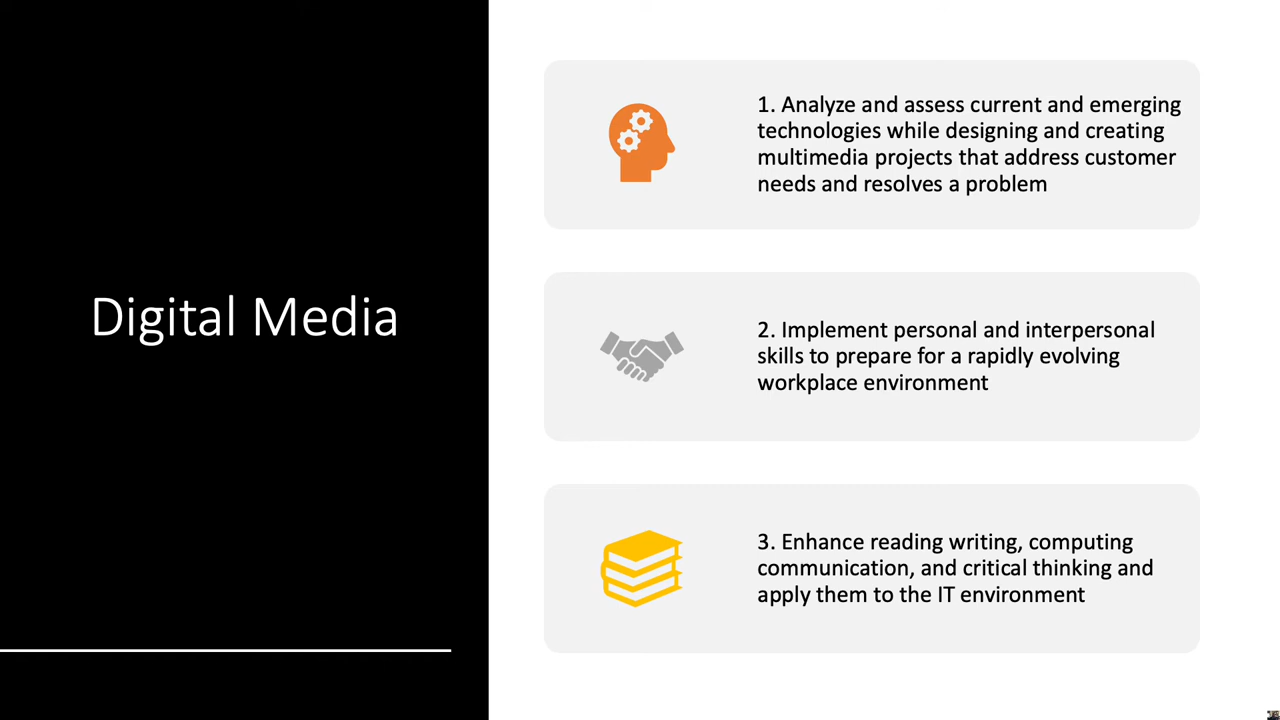 Digital Media
1. Analyze and assess current and emerging
technologies while designing and creating
multimedia projects that address customer
needs and resolves a problem
2. Implement personal and interpersonal
skills to prepare for a rapidly evolving
workplace environment
3. Enhance reading writing, computing
communication, and critical thinking and
apply them to the IT environment